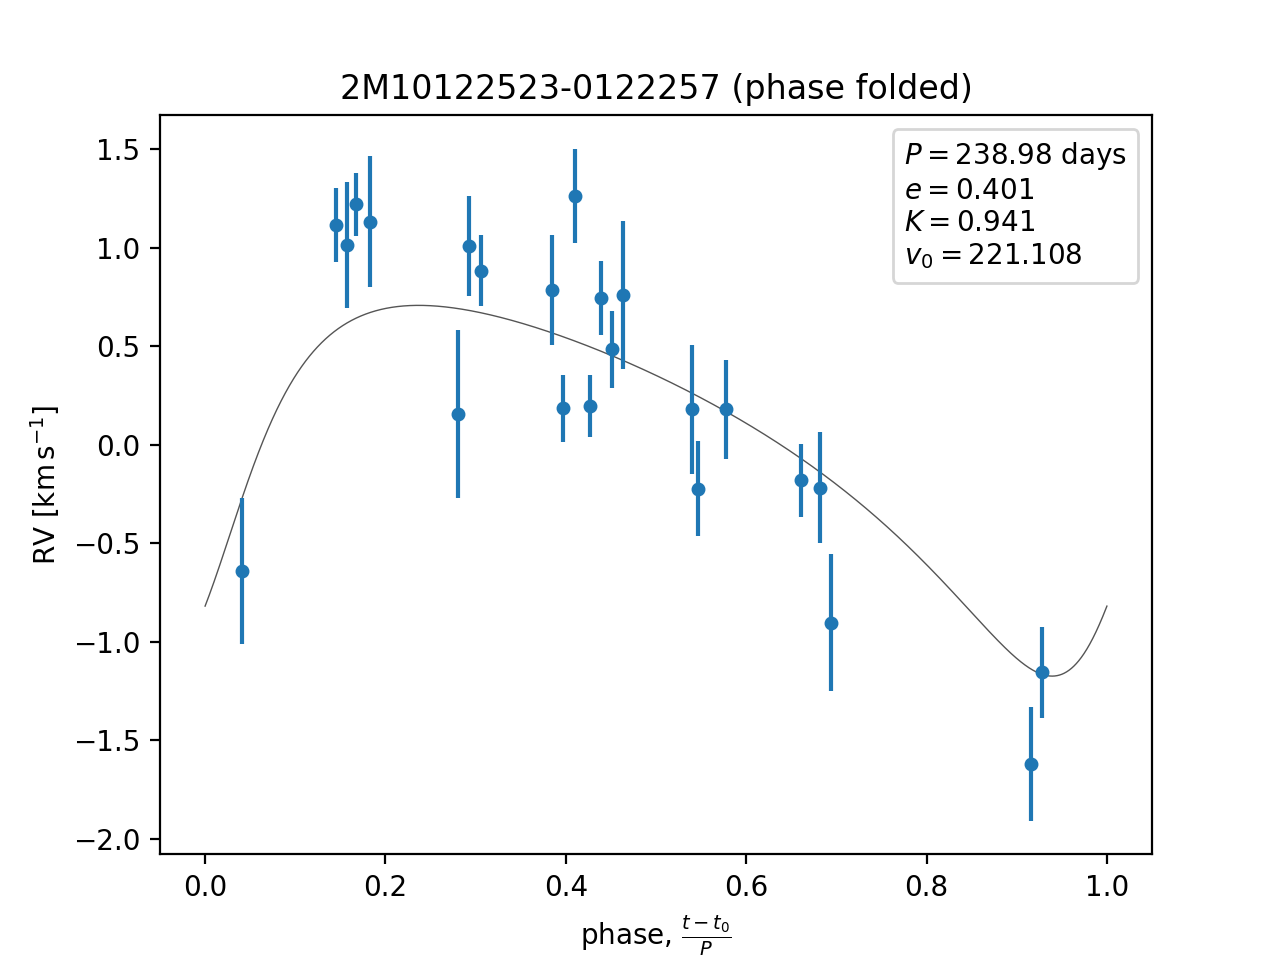 2M10122523-0122257 (phase folded)
P = 238.98 days
e = 0.401
K = 0.941
v₀ = 221.108
RV [km s⁻¹]
1.5
1.0
0.5
0.0
−0.5
−1.0
−1.5
−2.0
0.0 0.2 0.4 0.6 0.8 1.0
phase, (t − t₀)/P